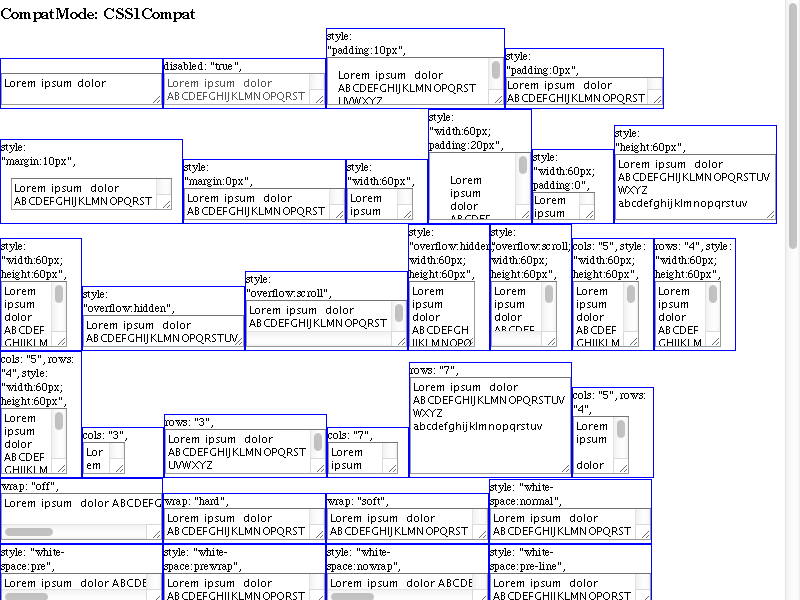 CompatMode: CSS1Compat
Lorem ipsum dolor
disabled: "true",
Lorem ipsum dolor
ABCDEFGHIJKLMNOPQRST
style:
"padding:10px",
Lorem ipsum dolor
ABCDEFGHIJKLMNOPQRST
UVWXYZ
style:
"padding:0px",
Lorem ipsum dolor
ABCDEFGHIJKLMNOPQRST
style:
"margin:10px",
Lorem ipsum dolor
ABCDEFGHIJKLMNOPQRST
style:
"margin:0px",
Lorem ipsum dolor
ABCDEFGHIJKLMNOPQRST
style:
"width:60px",
Lorem
ipsum
style:
"width:60px;
padding:20px",
Lorem
ipsum
dolor
ABCDEF
style:
"width:60px;
padding:0",
Lorem
ipsum
style:
"height:60px",
Lorem ipsum dolor
ABCDEFGHIJKLMNOPQRSTUV
WXYZ
abcdefghijklmnopqrstuv
style:
"width:60px;
height:60px",
Lorem
ipsum
dolor
ABCDEF
GHIJKLM
style:
"overflow:hidden",
Lorem ipsum dolor
ABCDEFGHIJKLMNOPQRSTUV
style:
"overflow:scroll",
Lorem ipsum dolor
ABCDEFGHIJKLMNOPQRST
style:
"overflow:hidden;
width:60px;
height:60px",
Lorem
ipsum
dolor
ABCDEFGH
IJKLMNOPQ
style:
"overflow:scroll;
width:60px;
height:60px",
Lorem
ipsum
dolor
ABCDEF
cols: "5", style:
"width:60px;
height:60px",
Lorem
ipsum
dolor
ABCDEF
GHIJKLM
rows: "4", style:
"width:60px;
height:60px",
Lorem
ipsum
dolor
ABCDEF
GHIJKLM
cols: "5", rows:
"4", style:
"width:60px;
height:60px",
Lorem
ipsum
dolor
ABCDEF
GHIJKLM
cols: "3",
Lor
em
rows: "3",
Lorem ipsum dolor
ABCDEFGHIJKLMNOPQRST
UVWXYZ
cols: "7",
Lorem
ipsum
rows: "7",
Lorem ipsum dolor
ABCDEFGHIJKLMNOPQRSTUV
WXYZ
abcdefghijklmnopqrstuv
cols: "5", rows:
"4",
Lorem
ipsum
dolor
wrap: "off",
Lorem ipsum dolor ABCDEFG
wrap: "hard",
Lorem ipsum dolor
ABCDEFGHIJKLMNOPQRST
wrap: "soft",
Lorem ipsum dolor
ABCDEFGHIJKLMNOPQRST
style: "white-
space:normal",
Lorem ipsum dolor
ABCDEFGHIJKLMNOPQRST
style: "white-
space:pre",
Lorem ipsum dolor ABCDE
style: "white-
space:prewrap",
Lorem ipsum dolor
ABCDEFGHIJKLMNOPQRST
style: "white-
space:nowrap",
Lorem ipsum dolor ABCDE
style: "white-
space:pre-line",
Lorem ipsum dolor
ABCDEFGHIJKLMNOPQRST